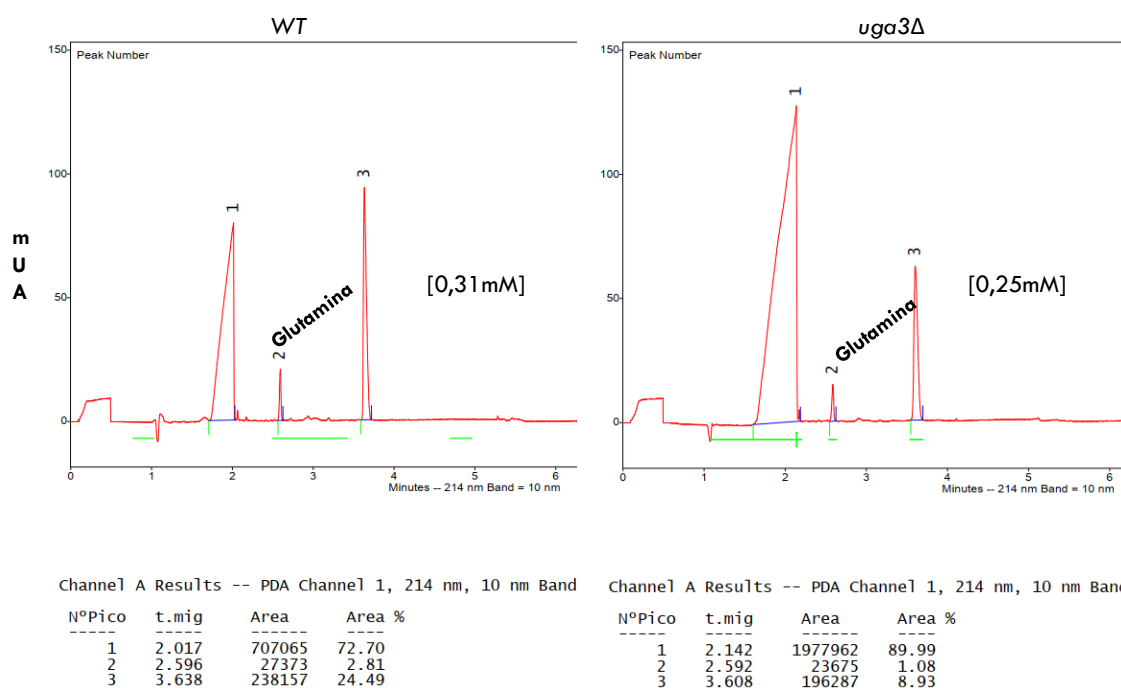 WT
Peak Number
150
100
50
0
m
U
A
1
2
Glutamina
3
[0,31mM]
0 1 2 3 4 5 6
Minutes -- 214 nm Band = 10 nm
uga3Δ
Peak Number
150
100
50
0
1
2
Glutamina
3
[0,25mM]
0 1 2 3 4 5 6
Minutes -- 214 nm Band = 10 nm
Channel A Results -- PDA Channel 1, 214 nm, 10 nm Band
NºPico t.mig Area Area %
----- ----- ------ -----
1 2.017 707065 72.70
2 2.596 27373 2.81
3 3.638 238157 24.49
Channel A Results -- PDA Channel 1, 214 nm, 10 nm Band
NºPico t.mig Area Area %
----- ----- ------ ----
1 2.142 1977962 89.99
2 2.592 23675 1.08
3 3.608 196287 8.93